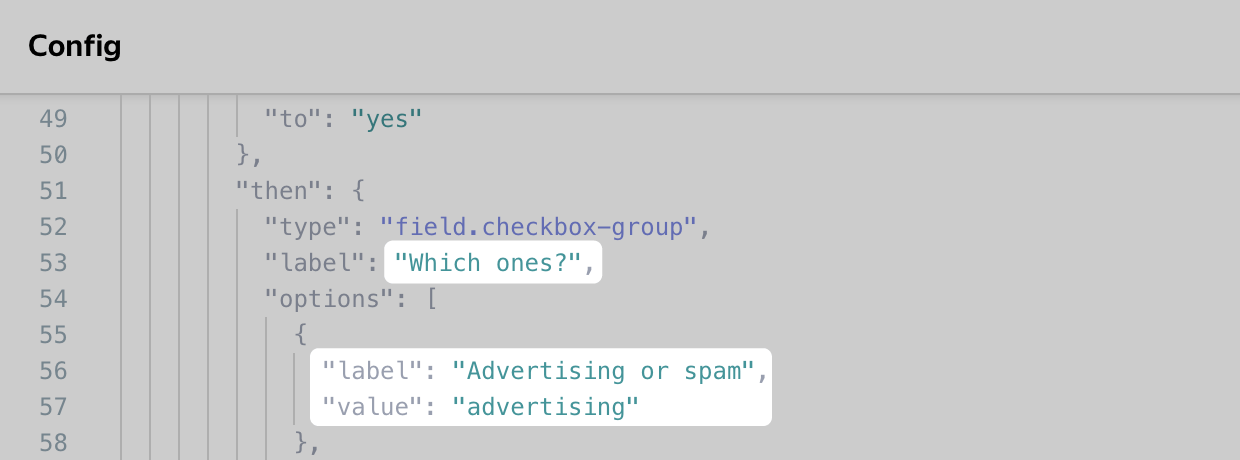 Config
49 "to": "yes"
50 },
51 "then": {
52 "type": "field.checkbox-group",
53 "label": "Which ones?",
54 "options": [
55 {
56 "label": "Advertising or spam",
57 "value": "advertising"
58 },